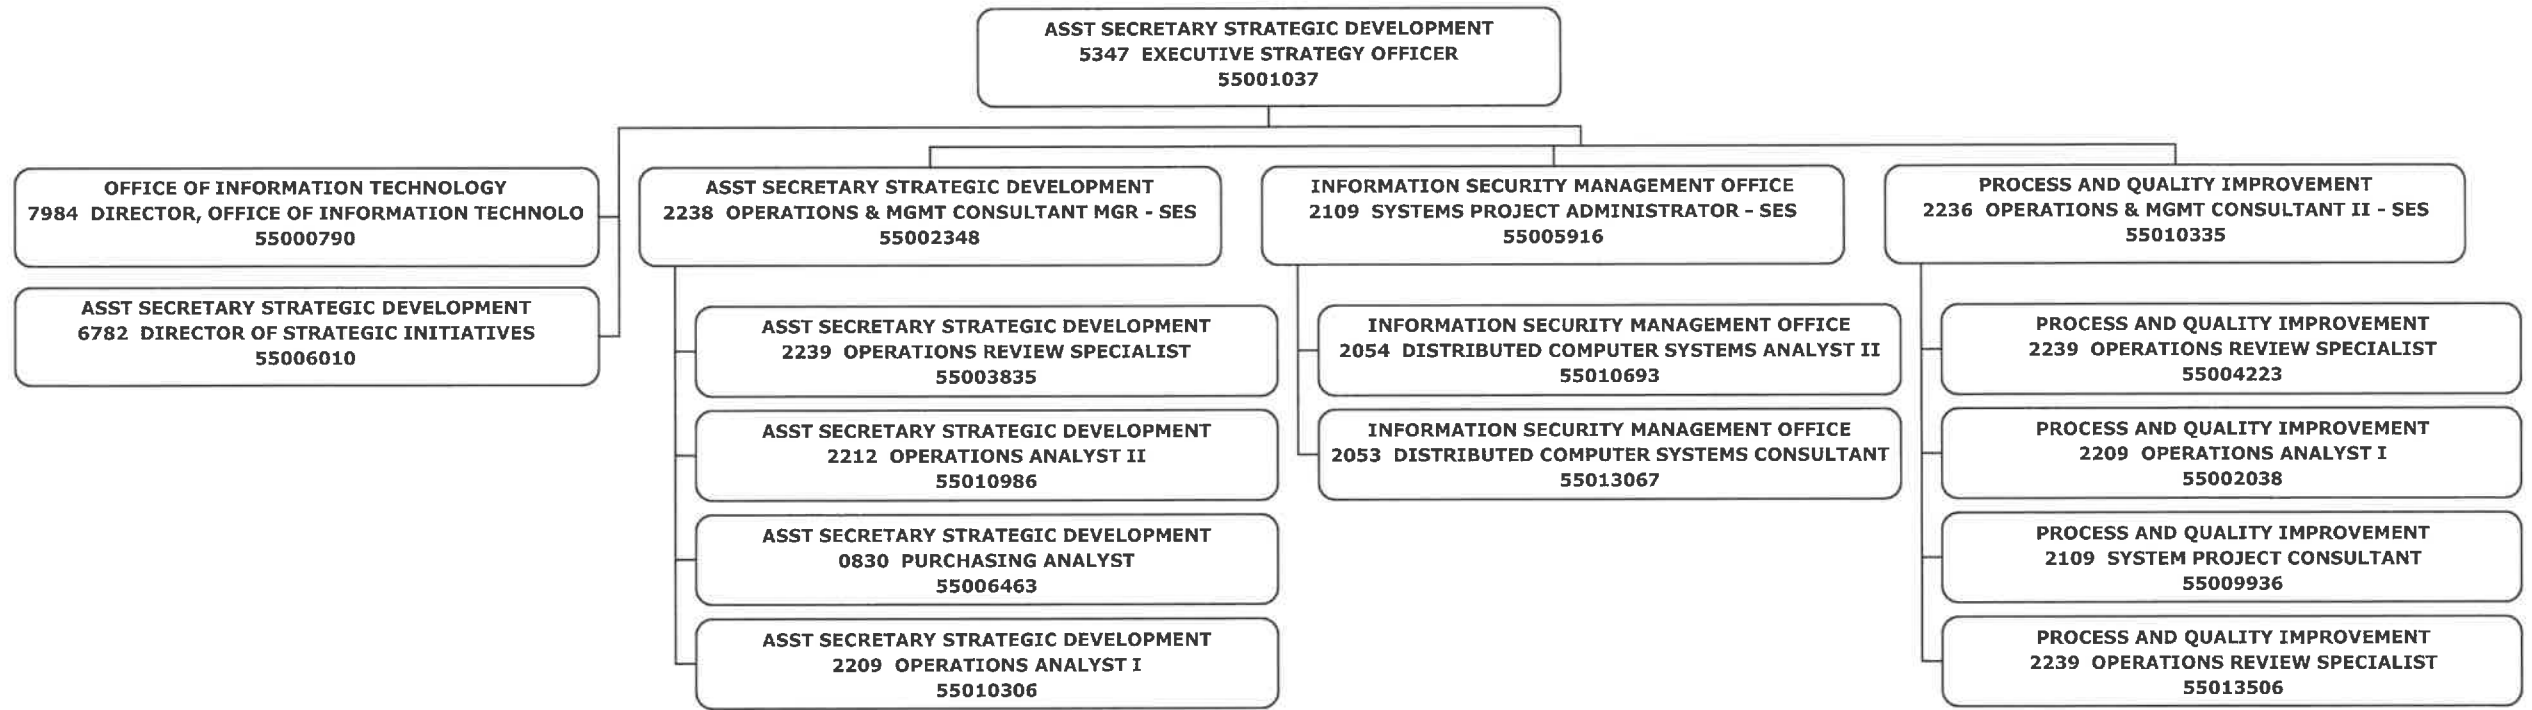 ASST SECRETARY STRATEGIC DEVELOPMENT
5347 EXECUTIVE STRATEGY OFFICER
55001037
OFFICE OF INFORMATION TECHNOLOGY
7984 DIRECTOR, OFFICE OF INFORMATION TECHNOLO
55000790
ASST SECRETARY STRATEGIC DEVELOPMENT
6782 DIRECTOR OF STRATEGIC INITIATIVES
55006010
ASST SECRETARY STRATEGIC DEVELOPMENT
2238 OPERATIONS & MGMT CONSULTANT MGR - SES
55002348
ASST SECRETARY STRATEGIC DEVELOPMENT
2239 OPERATIONS REVIEW SPECIALIST
55003835
ASST SECRETARY STRATEGIC DEVELOPMENT
2212 OPERATIONS ANALYST II
55010986
ASST SECRETARY STRATEGIC DEVELOPMENT
0830 PURCHASING ANALYST
55006463
ASST SECRETARY STRATEGIC DEVELOPMENT
2209 OPERATIONS ANALYST I
55010306
INFORMATION SECURITY MANAGEMENT OFFICE
2109 SYSTEMS PROJECT ADMINISTRATOR - SES
55005916
INFORMATION SECURITY MANAGEMENT OFFICE
2054 DISTRIBUTED COMPUTER SYSTEMS ANALYST II
55010693
INFORMATION SECURITY MANAGEMENT OFFICE
2053 DISTRIBUTED COMPUTER SYSTEMS CONSULTANT
55013067
PROCESS AND QUALITY IMPROVEMENT
2236 OPERATIONS & MGMT CONSULTANT II - SES
55010335
PROCESS AND QUALITY IMPROVEMENT
2239 OPERATIONS REVIEW SPECIALIST
55004223
PROCESS AND QUALITY IMPROVEMENT
2209 OPERATIONS ANALYST I
55002038
PROCESS AND QUALITY IMPROVEMENT
2109 SYSTEM PROJECT CONSULTANT
55009936
PROCESS AND QUALITY IMPROVEMENT
2239 OPERATIONS REVIEW SPECIALIST
55013506